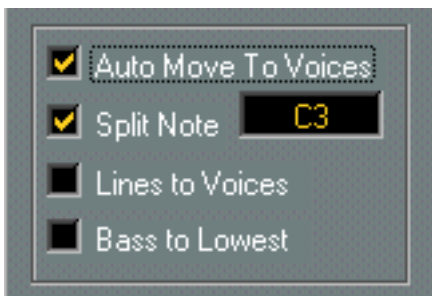 Auto Move To Voices
Split Note C3
Lines to Voices
Bass to Lowest